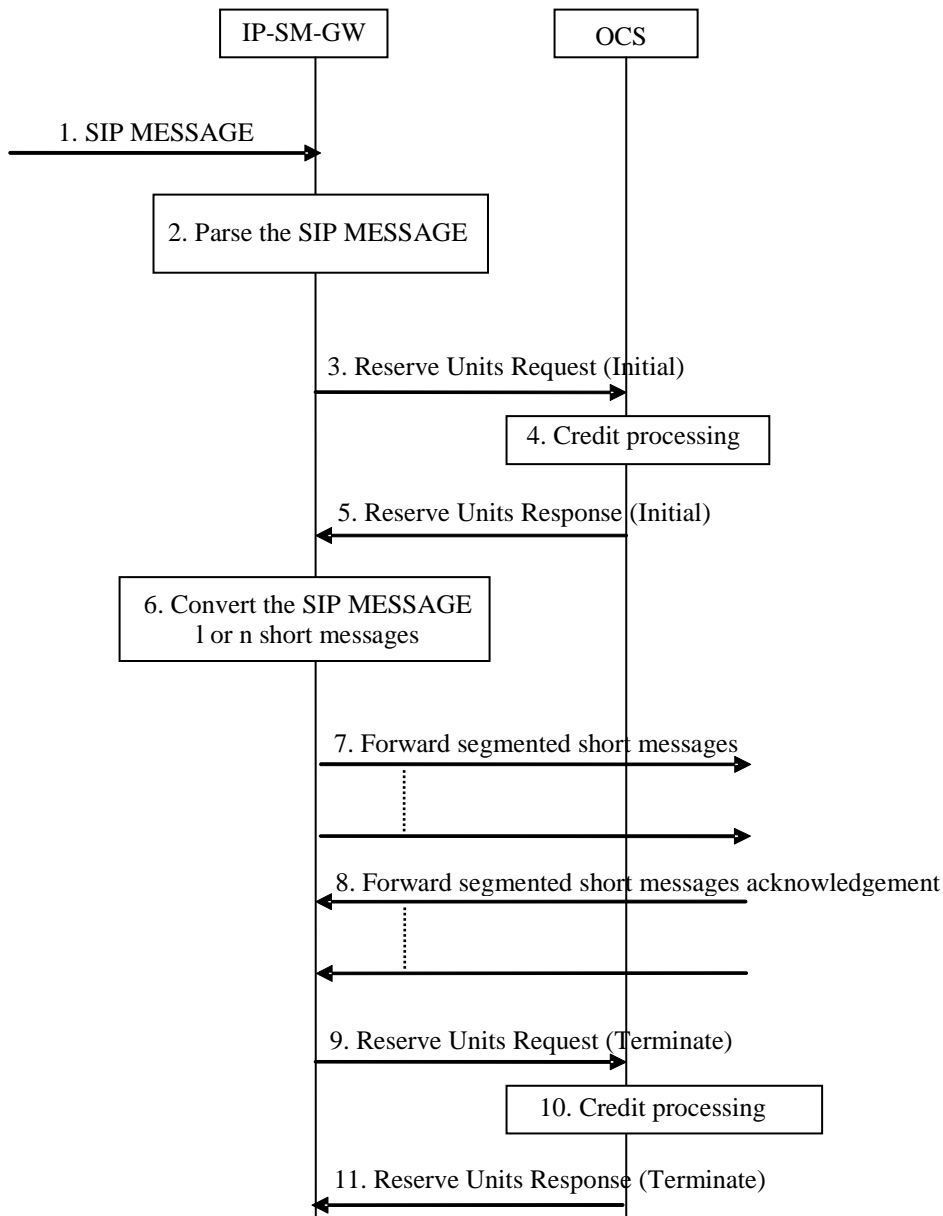 IP-SM-GW
OCS
1. SIP MESSAGE
2. Parse the SIP MESSAGE
3. Reserve Units Request (Initial)
4. Credit processing
5. Reserve Units Response (Initial)
6. Convert the SIP MESSAGE
l or n short messages
7. Forward segmented short messages
8. Forward segmented short messages acknowledgement
9. Reserve Units Request (Terminate)
10. Credit processing
11. Reserve Units Response (Terminate)